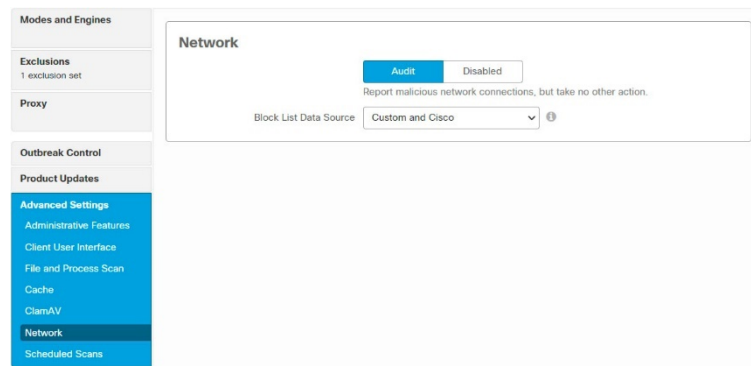 Modes and Engines
Exclusions
1 exclusion set
Proxy
Outbreak Control
Product Updates
Advanced Settings
Administrative Features
Client User Interface
File and Process Scan
Cache
ClamAV
Network
Scheduled Scans
Network
Audit Disabled
Report malicious network connections, but take no other action.
Block List Data Source Custom and Cisco